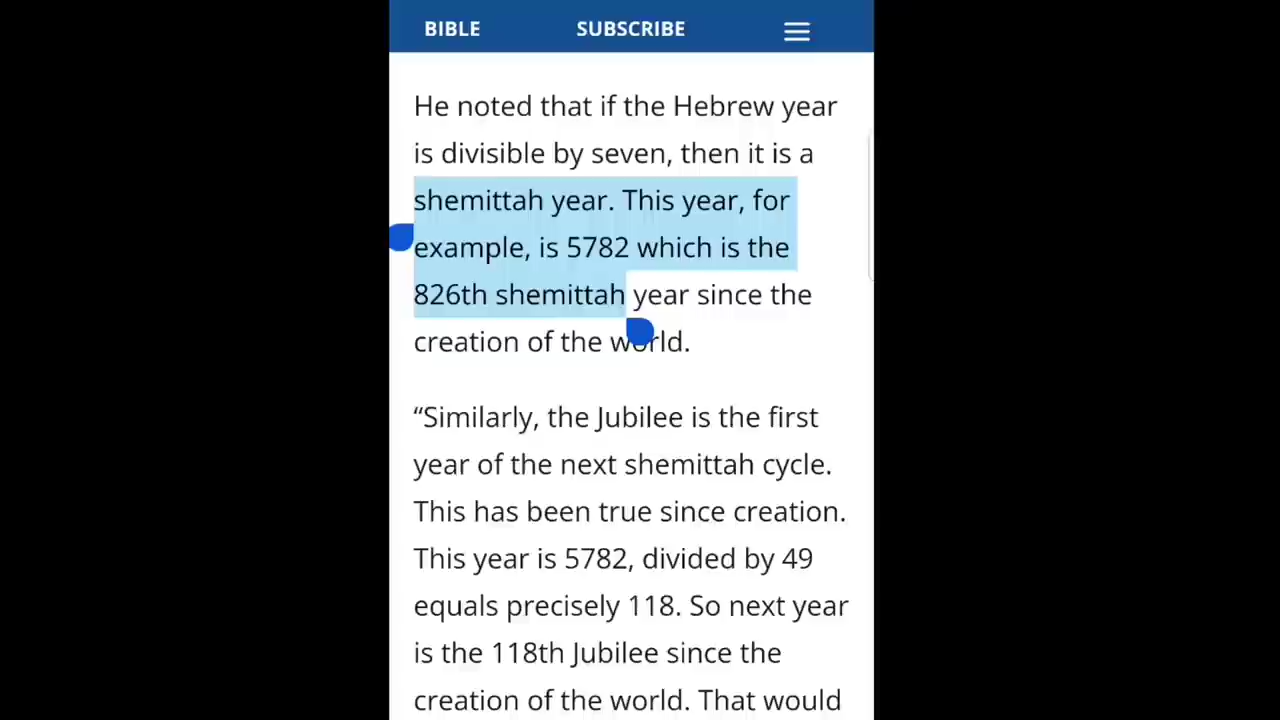 BIBLE SUBSCRIBE
He noted that if the Hebrew year
is divisible by seven, then it is a
shemittah year. This year, for
example, is 5782 which is the
826th shemittah year since the
creation of the world.
“Similarly, the Jubilee is the first
year of the next shemittah cycle.
This has been true since creation.
This year is 5782, divided by 49
equals precisely 118. So next year
is the 118th Jubilee since the
creation of the world. That would